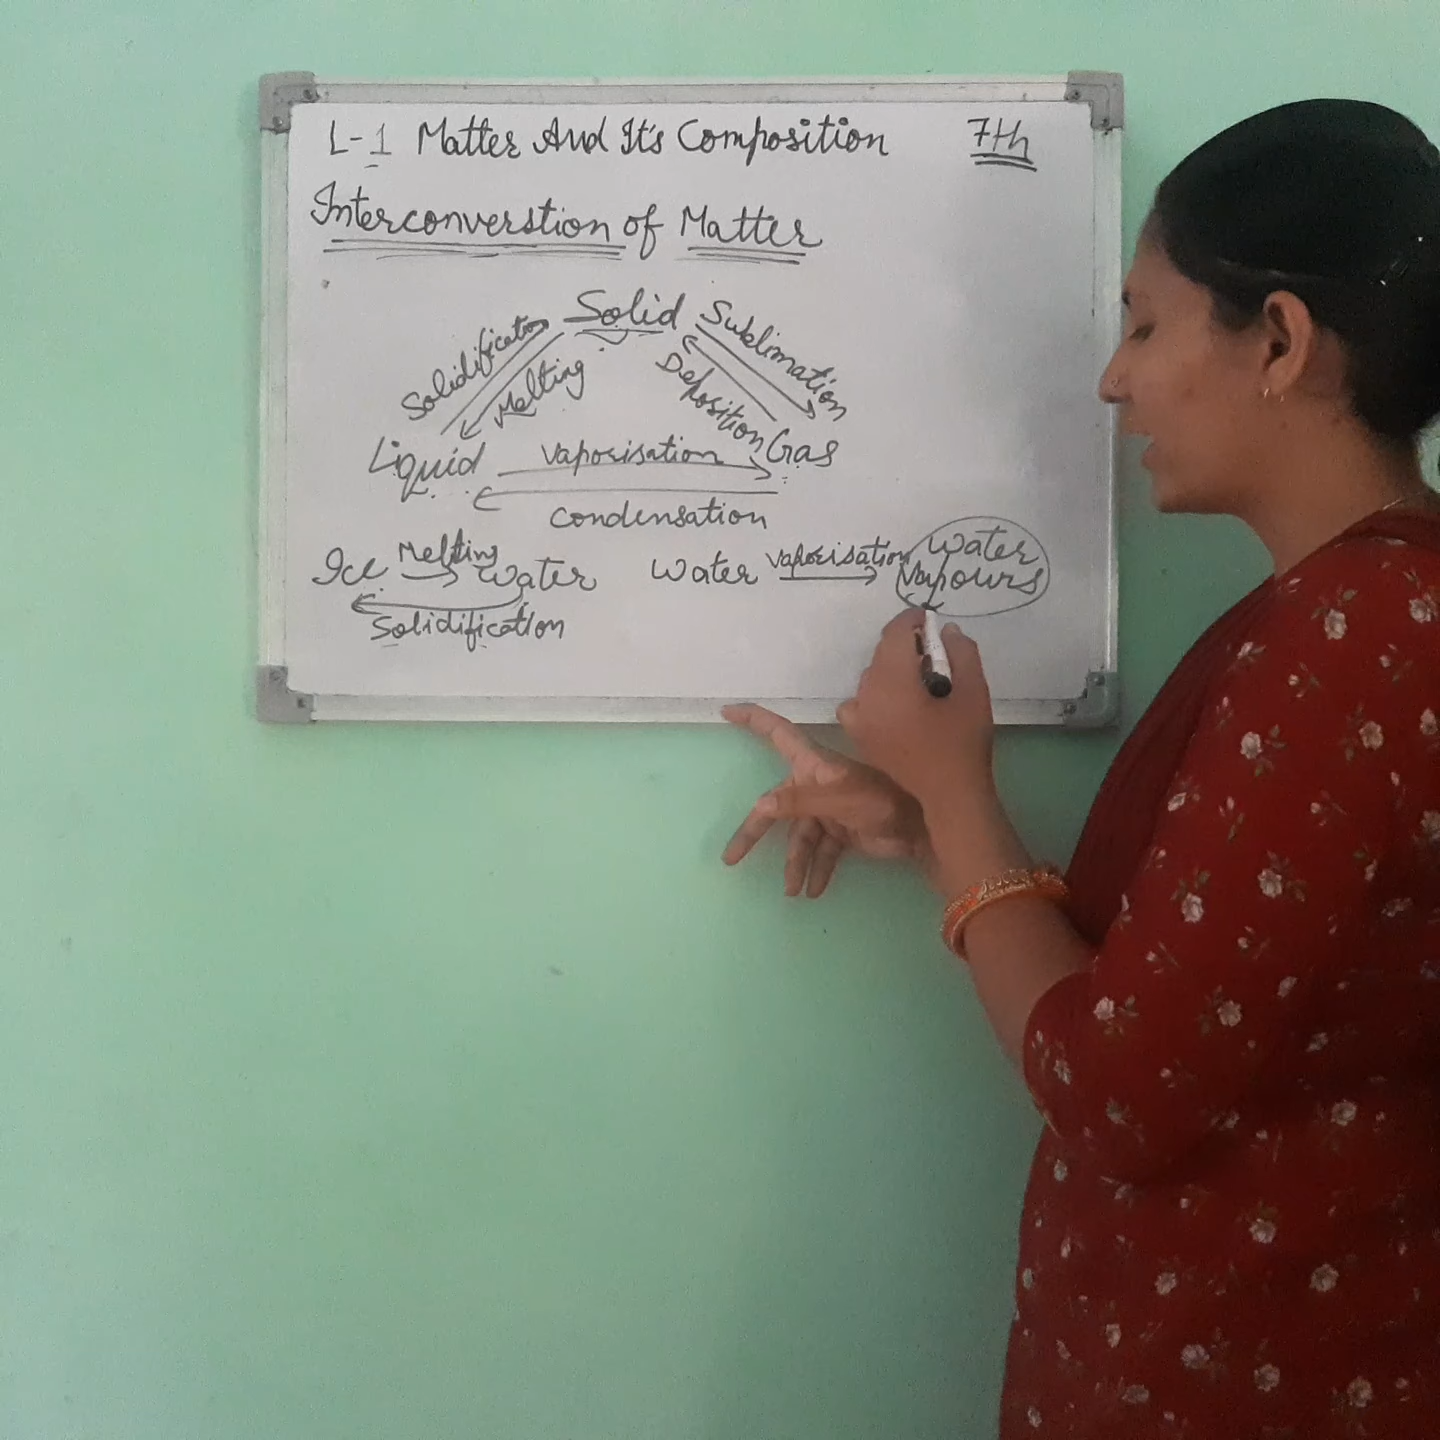 L-1 Matter And It's Composition 7th
Interconverstion of Matter
Solid
Solidification
Melting
Sublimation
Deposition
Liquid
Vaporisation
Gas
Condensation
Ice Melting Water
Solidification
Water Vaporisation Water Vapours